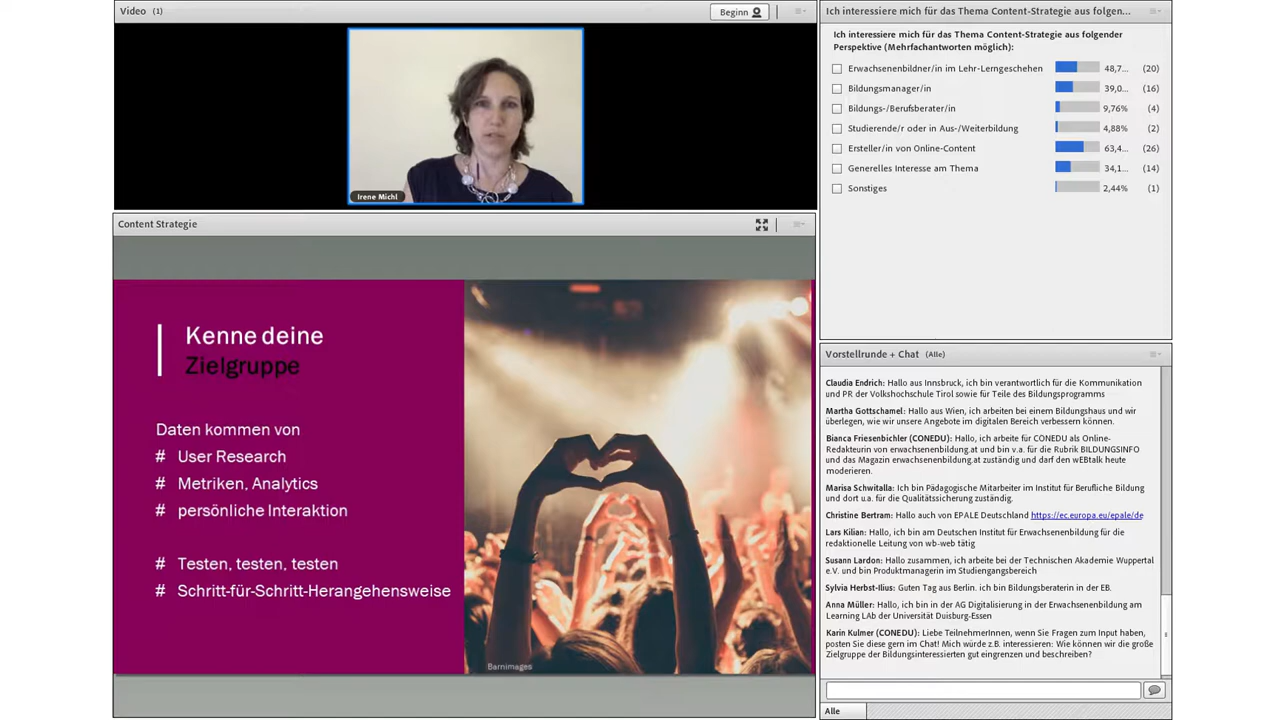 Video (1)
Beginn
Irene Michl
Content Strategie
Kenne deine
Zielgruppe
Daten kommen von
# User Research
# Metriken, Analytics
# persönliche Interaktion
# Testen, testen, testen
# Schritt-für-Schritt-Herangehensweise
Barnimages
Ich interessiere mich für das Thema Content-Strategie aus folgen...
Ich interessiere mich für das Thema Content-Strategie aus folgender
Perspektive (Mehrfachantworten möglich):
Erwachsenenbildner/in im Lehr-Lerngeschehen 48,7... (20)
Bildungsmanager/in 39,0... (16)
Bildungs-/Berufsberater/in 9,76% (4)
Studierende/r oder in Aus-/Weiterbildung 4,88% (2)
Ersteller/in von Online-Content 63,4... (26)
Generelles Interesse am Thema 34,1... (14)
Sonstiges 2,44% (1)
Vorstellrunde + Chat (Alle)
Claudia Endrich: Hallo aus Innsbruck, ich bin verantwortlich für die Kommunikation
und PR der Volkshochschule Tirol sowie für Teile des Bildungsprogramms
Martha Gottschamel: Hallo aus Wien, ich arbeiten bei einem Bildungshaus und wir
überlegen, wie wir unsere Angebote im digitalen Bereich verbessern können.
Bianca Friesenbichler (CONEDU): Hallo, ich arbeite für CONEDU als Online-
Redakteurin von erwachsenenbildung.at und bin v.a. für die Rubrik BILDUNGSINFO
und das Magazin erwachsenenbildung.at zuständig und darf den wEBtalk heute
moderieren.
Marisa Schwitalla: Ich bin Pädagogische Mitarbeiter im Institut für Berufliche Bildung
und dort u.a. für die Qualitätssicherung zuständig.
Christine Bertram: Hallo auch von EPALE Deutschland https://ec.europa.eu/epale/de
Lars Kilian: Hallo, ich bin am Deutschen Institut für Erwachsenenbildung für die
redaktionelle Leitung von wb-web tätig
Susann Lardon: Hallo zusammen, ich arbeite bei der Technischen Akademie Wuppertal
e.V. und bin Produktmanagerin im Studiengangbereich
Sylvia Herbst-Ilius: Guten Tag aus Berlin. ich bin Bildungsberaterin in der EB.
Anna Müller: Hallo, ich bin in der AG Digitalisierung in der Erwachsenenbildung am
Learning LAb der Universität Duisburg-Essen
Karin Kulmer (CONEDU): Liebe TeilnehmerInnen, wenn Sie Fragen zum Input haben,
posten Sie diese gern im Chat! Mich würde z.B. interessieren: Wie können wir die große
Zielgruppe der Bildungsinteressierten gut eingrenzen und beschreiben?
Alle